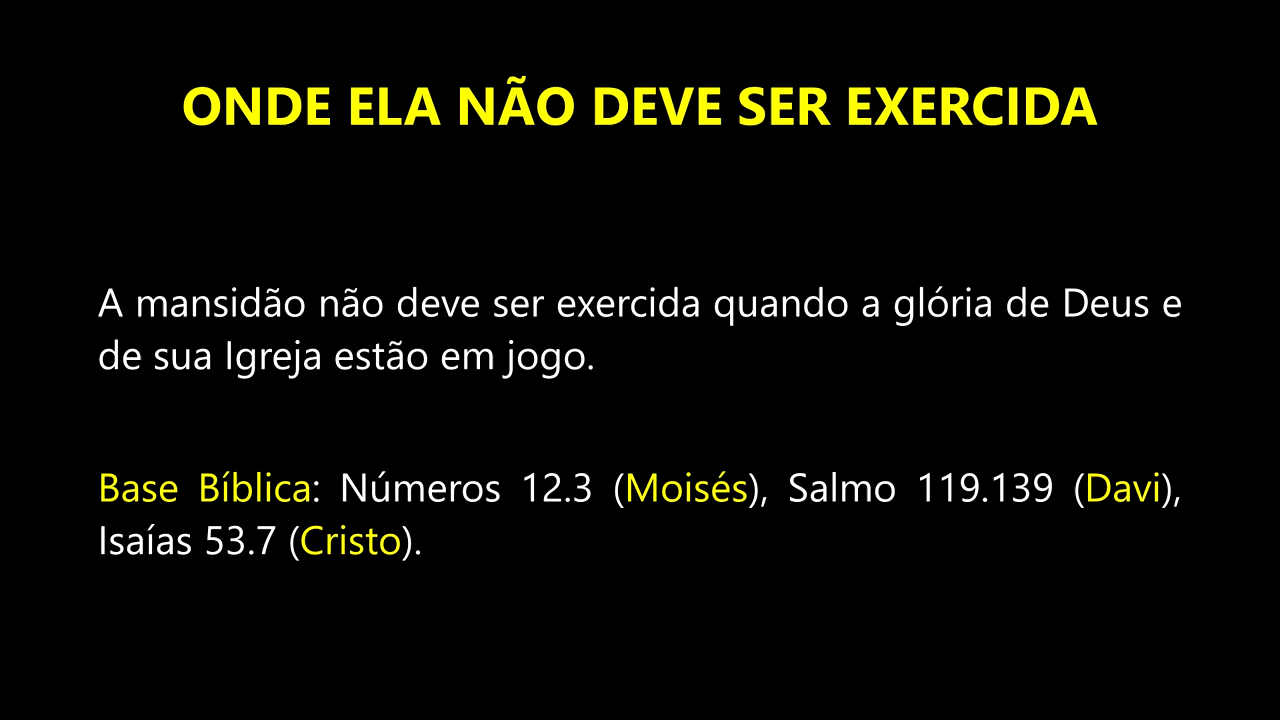 ONDE ELA NÃO DEVE SER EXERCIDA
A mansidão não deve ser exercida quando a glória de Deus e
de sua Igreja estão em jogo.
Base Bíblica: Números 12.3 (Moisés), Salmo 119.139 (Davi),
Isaías 53.7 (Cristo).